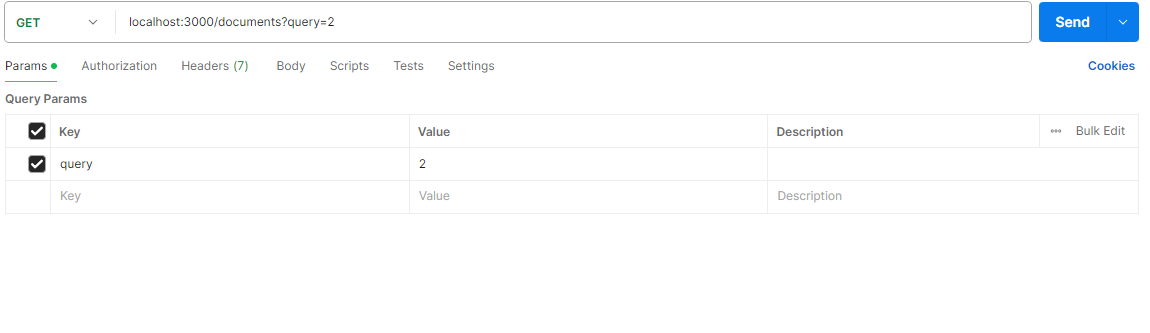 GET localhost:3000/documents?query=2 Send
Params Authorization Headers (7) Body Scripts Tests Settings Cookies
Query Params
Key Value Description Bulk Edit
query 2
Key Value Description